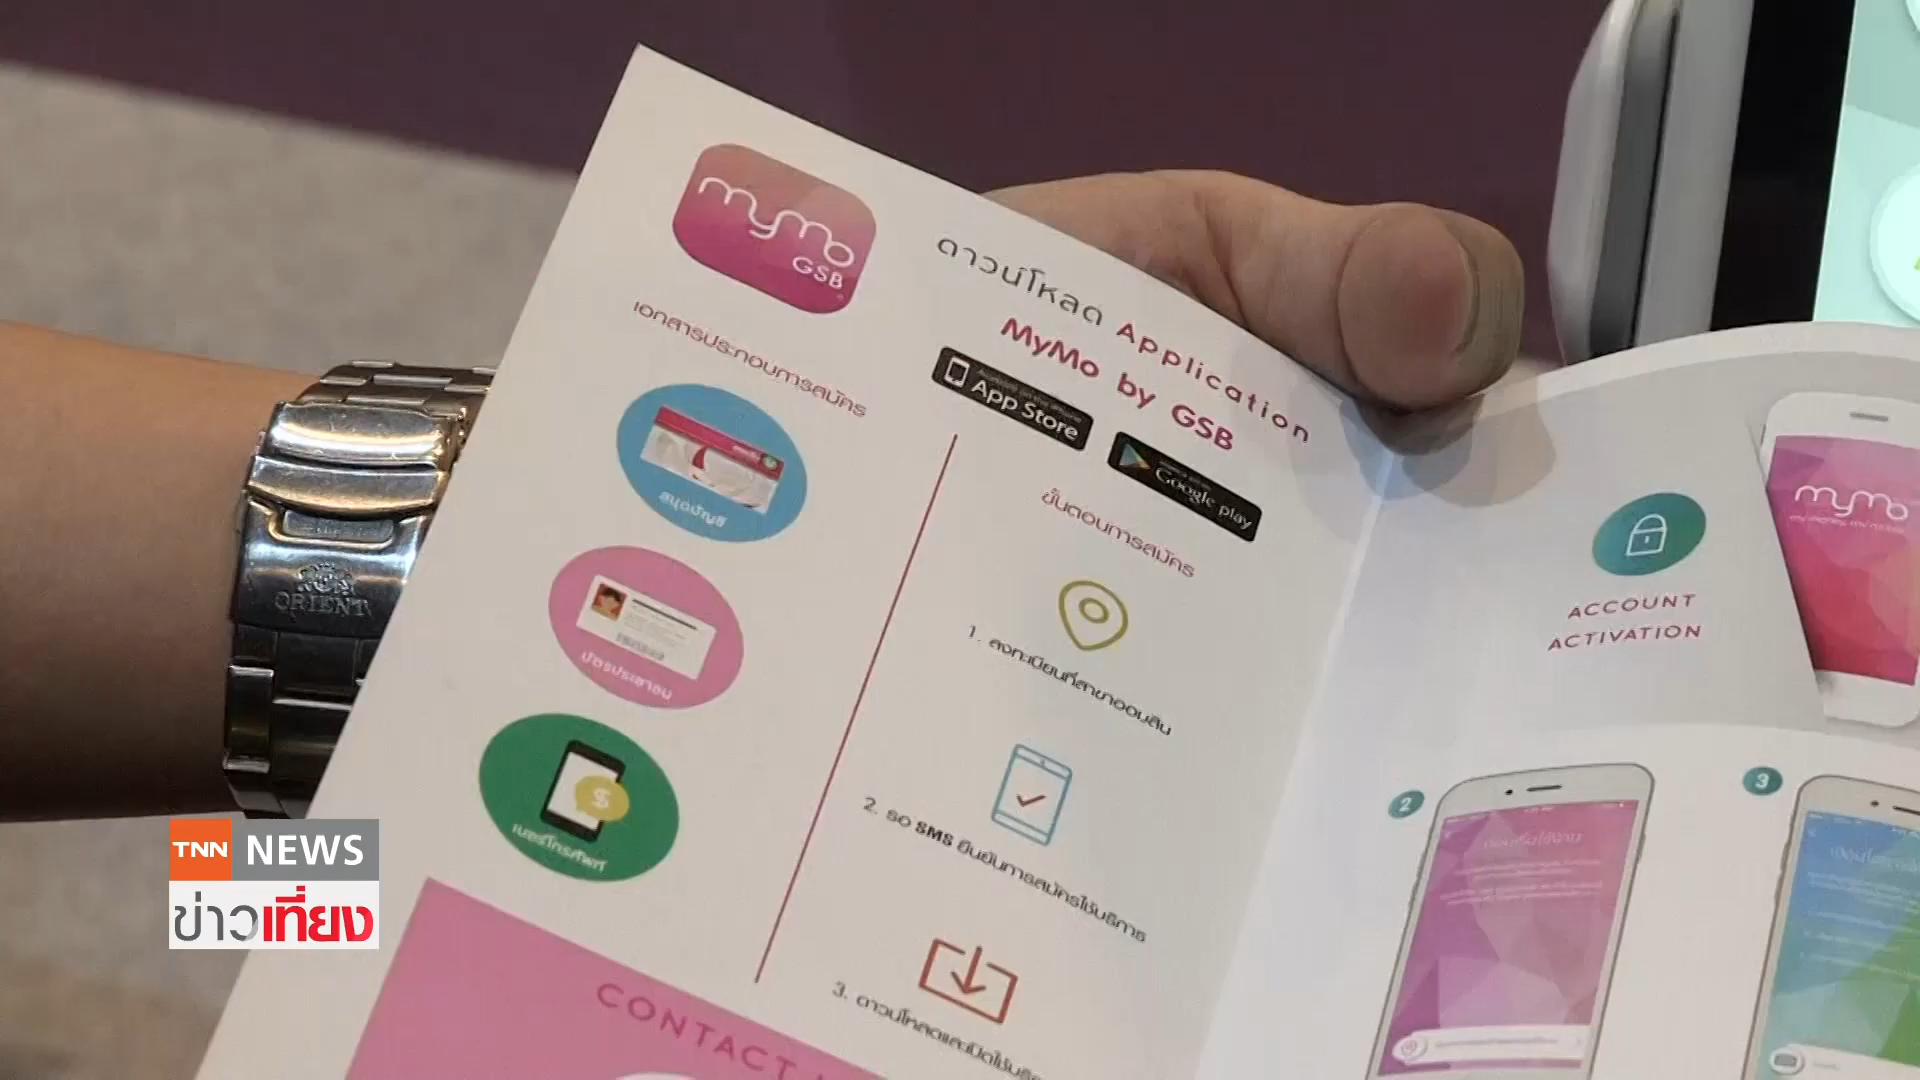 mymo
GSB
ดาวน์โหลด Application
MyMo by GSB
App Store
Google play
เอกสารประกอบการสมัคร
สมุดบัญชี
บัตรประชาชน
เบอร์โทรศัพท์
ขั้นตอนการสมัคร
1. ลงทะเบียนที่สาขาออมสิน
2. รอ SMS ยืนยันการสมัครใช้บริการ
3. ดาวน์โหลดและเปิดใช้
CONTACT
ACCOUNT
ACTIVATION
mymo
2
3
ORIENT
TNN NEWS
ข่าวเที่ยง